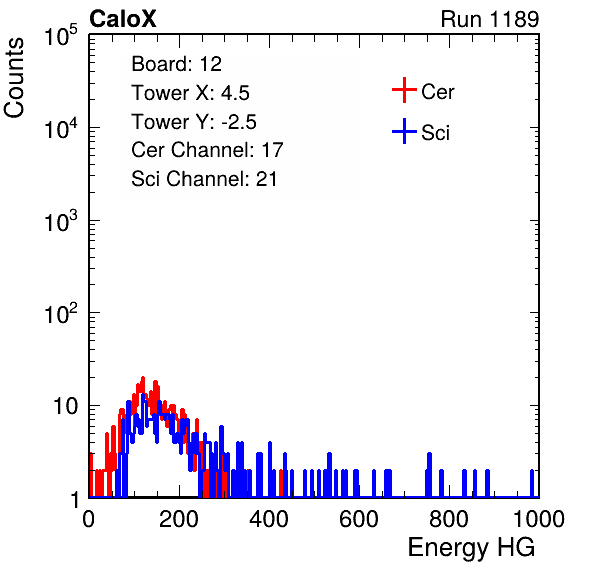 CaloX Run 1189
Counts
10^5
10^4
10^3
10^2
10
1
Board: 12
Tower X: 4.5
Tower Y: -2.5
Cer Channel: 17
Sci Channel: 21
Cer
Sci
0 200 400 600 800 1000
Energy HG